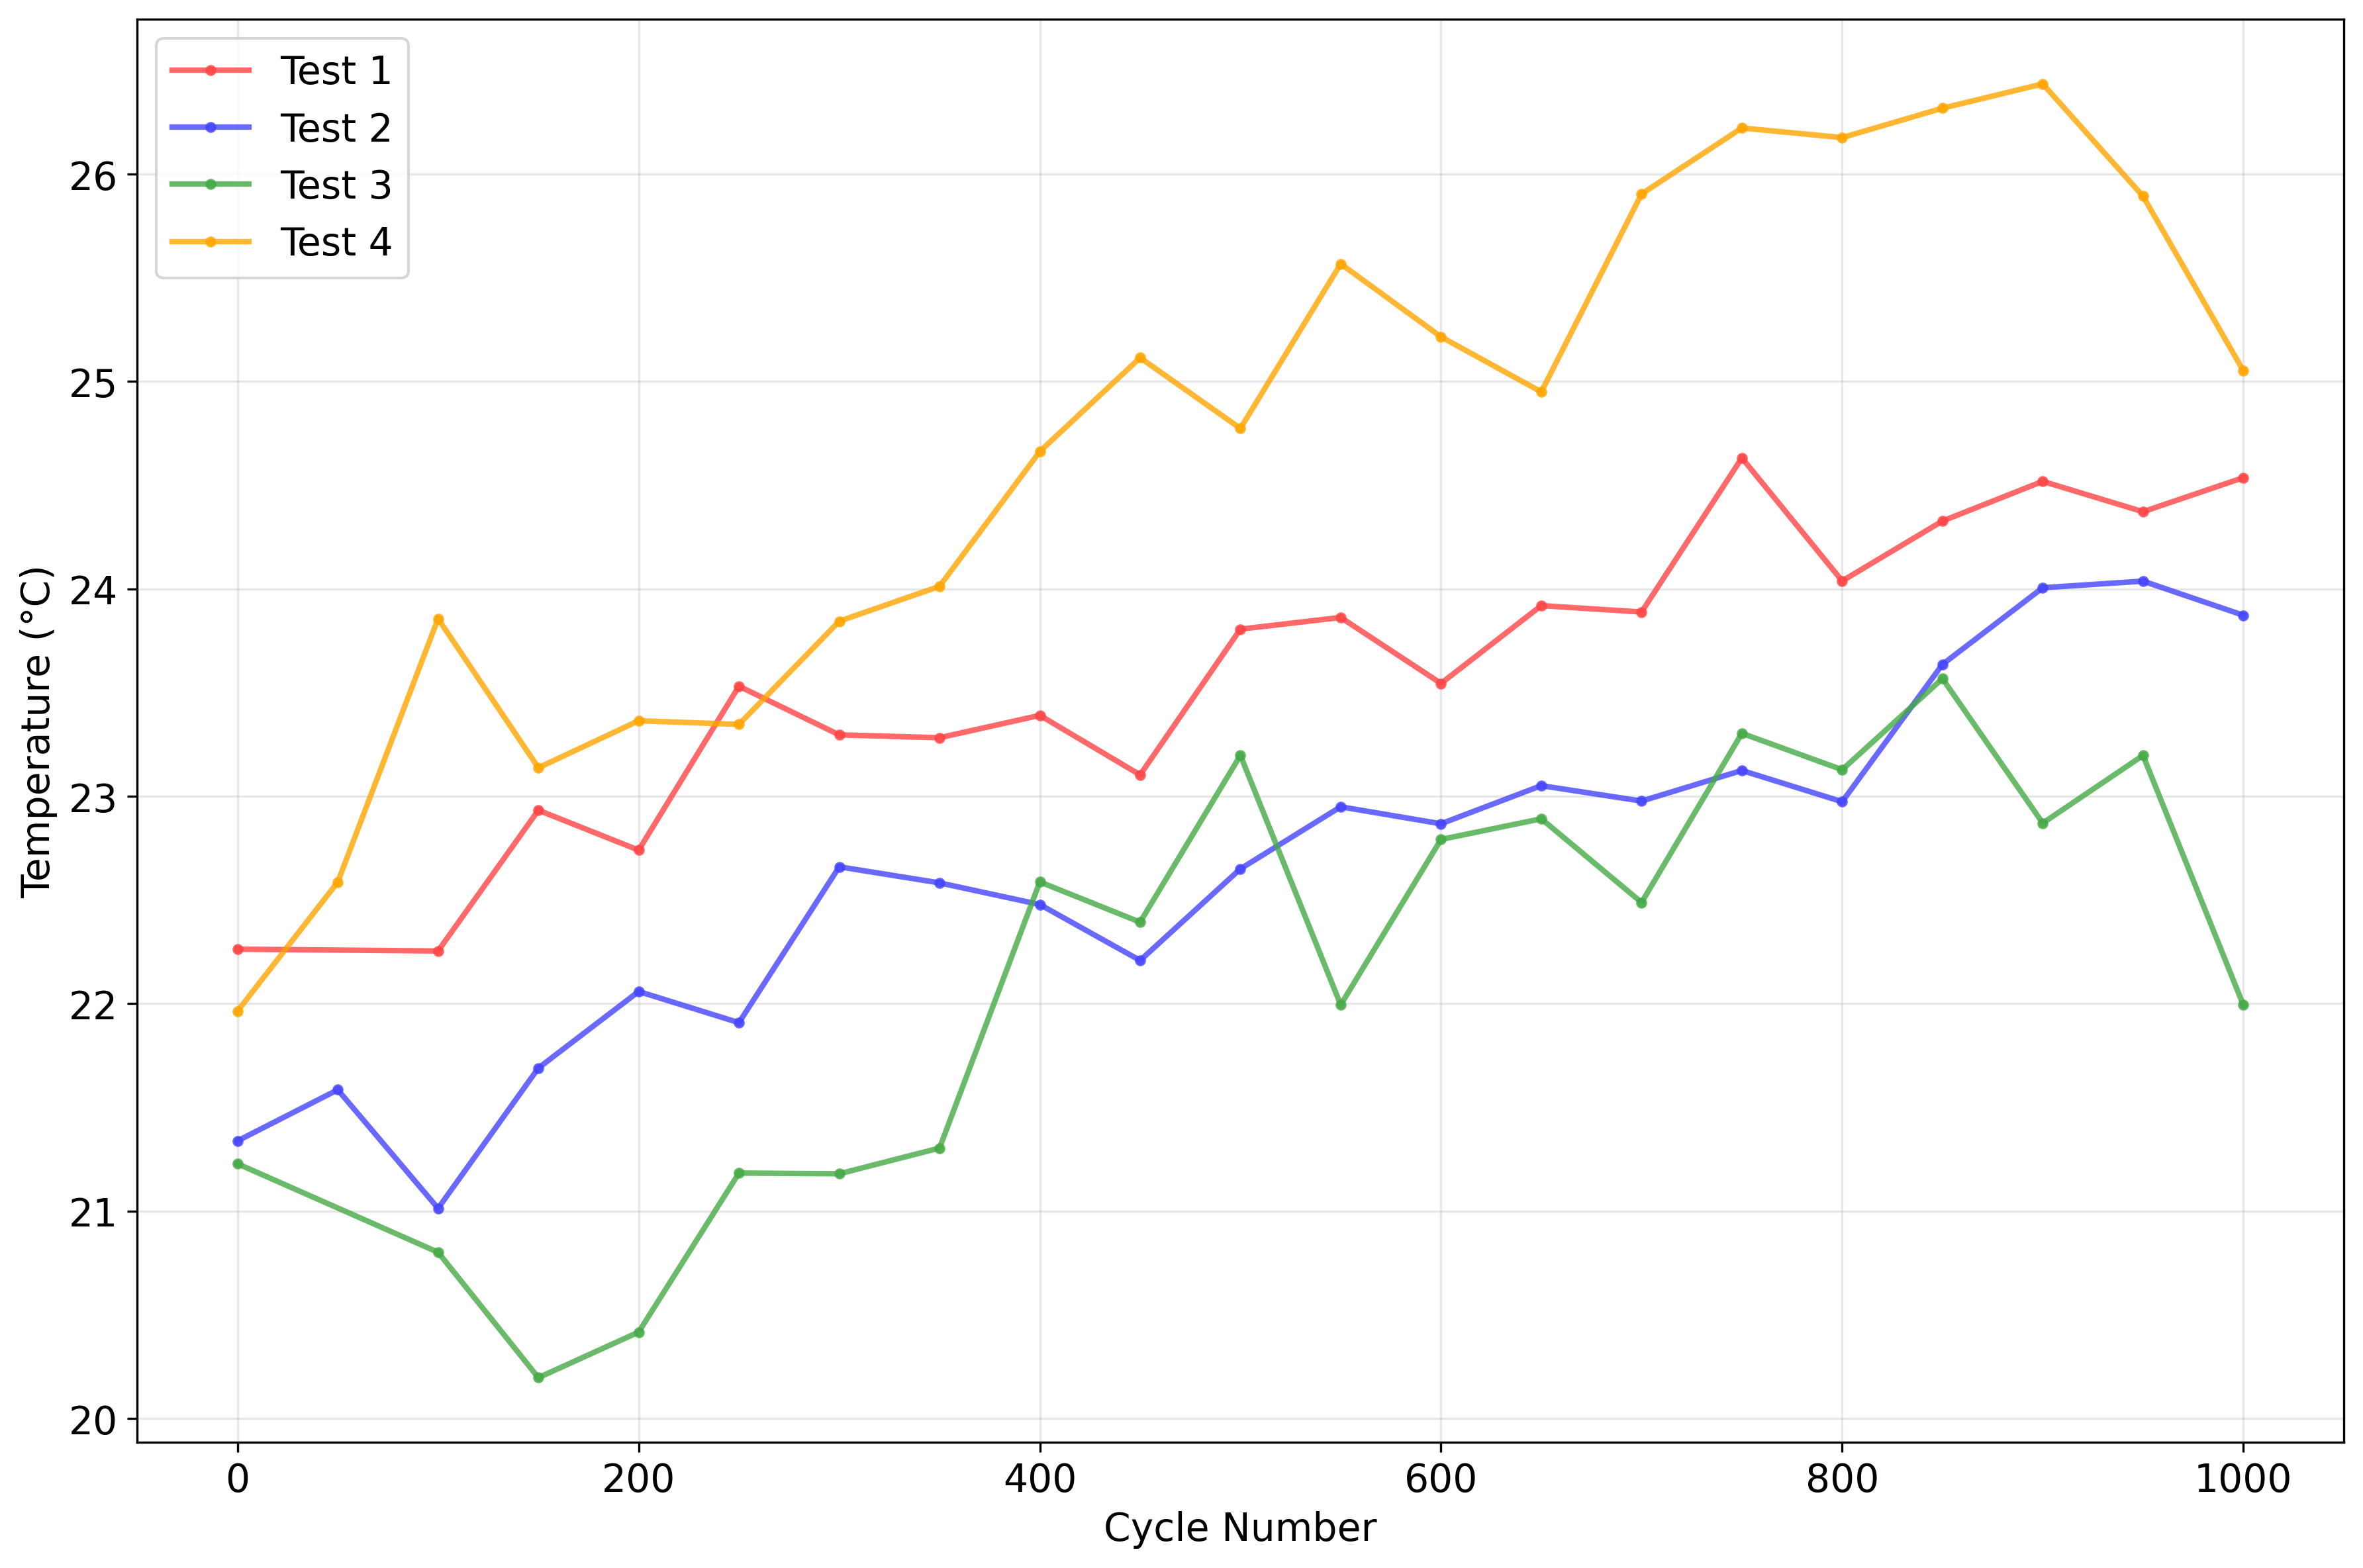 Test 1
Test 2
Test 3
Test 4
26
25
24
23
22
21
20
Temperature (°C)
0 200 400 600 800 1000
Cycle Number